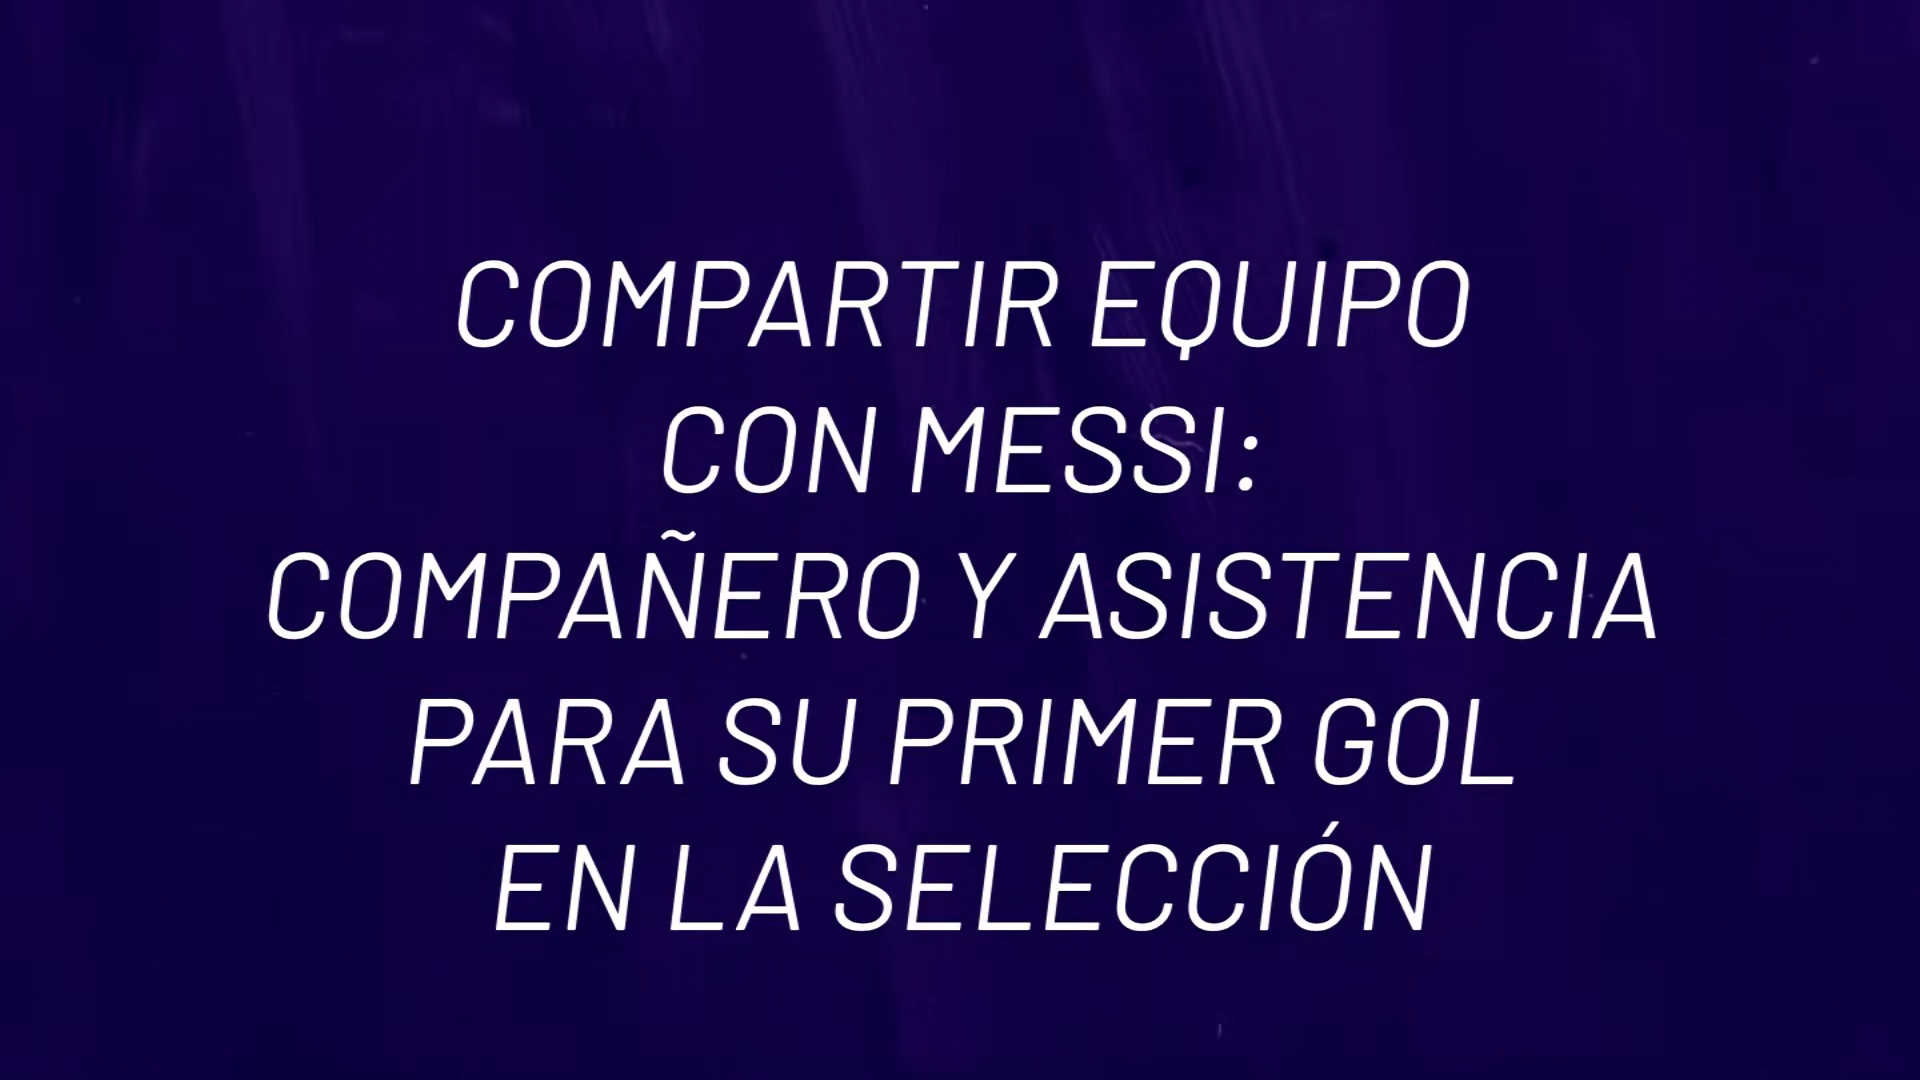 COMPARTIR EQUIPO
CON MESSI:
COMPAÑERO Y ASISTENCIA
PARA SU PRIMER GOL
EN LA SELECCIÓN